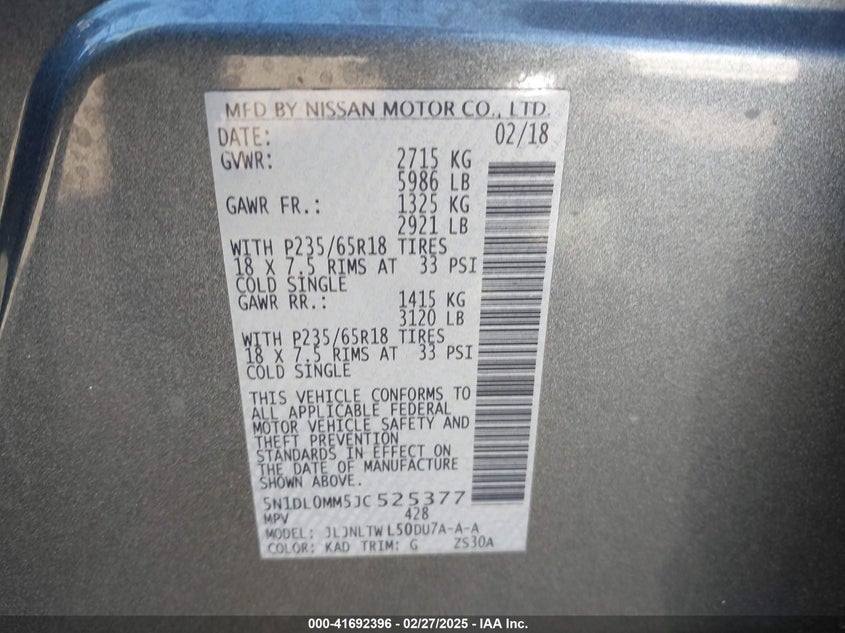 MFD BY NISSAN MOTOR CO., LTD.
DATE: 02/18
GVWR: 2715 KG
5986 LB
GAWR FR.: 1325 KG
2921 LB
WITH P235/65R18 TIRES
18 X 7.5 RIMS AT 33 PSI
COLD SINGLE
GAWR RR.: 1415 KG
3120 LB
WITH P235/65R18 TIRES
18 X 7.5 RIMS AT 33 PSI
COLD SINGLE
THIS VEHICLE CONFORMS TO
ALL APPLICABLE FEDERAL
MOTOR VEHICLE SAFETY AND
THEFT PREVENTION
STANDARDS IN EFFECT ON
THE DATE OF MANUFACTURE
SHOWN ABOVE.
5N1DL0MM5JC525377
MPV 428
MODEL: JLJNLTWL50DU7A-A-A
COLOR: KAD TRIM: G ZS30A
000-41692396 - 02/27/2025 - IAA Inc.